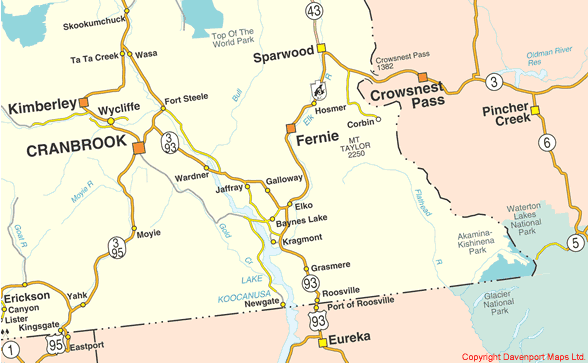 Skookumchuck
43
Top Of The
World Park
Sparwood
Crowsnest Pass
1382
Oldman River
Res
Ta Ta Creek
Wasa
Bull
R
3
Kimberley
Wycliffe
Fort Steele
Hosmer
Elk
Crowsnest
Pass
Pincher
Creek
Corbin
CRANBROOK
3
93
Fernie
MT
TAYLOR
2250
6
Wardner
Galloway
Jaffray
Moyie R
Elko
Baynes Lake
Flathead
R
Waterton
Lakes
National
Park
Goat R
Moyie
Gold
Cr
Kragmont
Akamina-
Kishinena
Park
5
3
95
Grasmere
LAKE
KOOCANUSA
93
Erickson
Yahk
Newgate
Roosville
Port of Roosville
Glacier
National
Park
Canyon
Lister
Kingsgate
1
95
Eastport
93
Eureka
Copyright Davenport Maps Ltd.